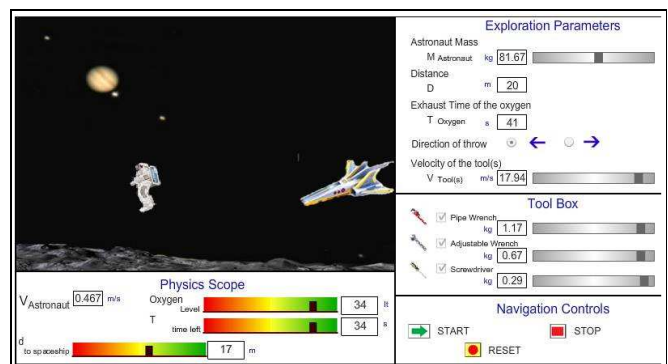 Exploration Parameters
Astronaut Mass
M Astronaut kg 81.67
Distance
D m 20
Exhaust Time of the oxygen
T Oxygen s 41
Direction of throw
Velocity of the tool(s)
V Tool(s) m/s 17.94
Tool Box
Pipe Wrench
kg 1.17
Adjustable Wrench
kg 0.67
Screwdriver
kg 0.29
Physics Scope
V Astronaut 0.467 m/s
Oxygen Level 34 lt
T time left 34 s
d to spaceship 17 m
Navigation Controls
START STOP
RESET